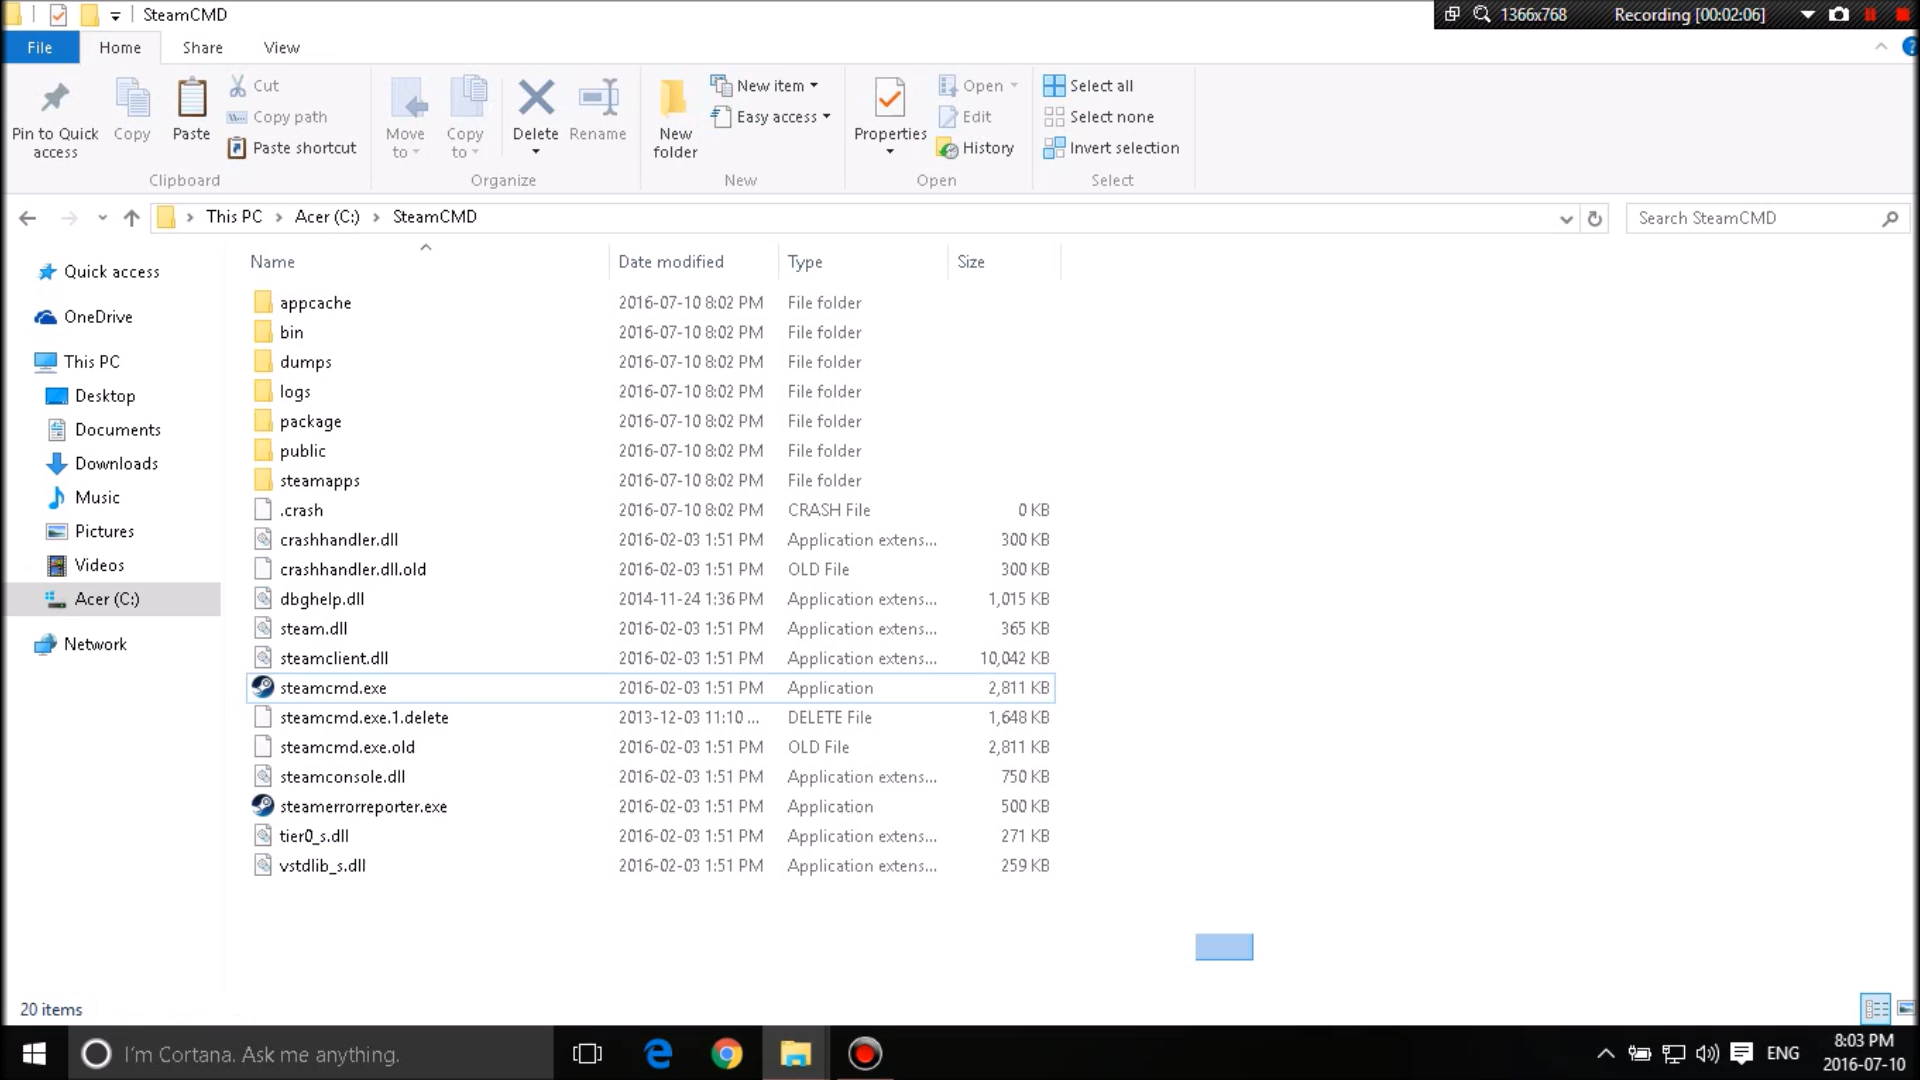 SteamCMD
1366x768 Recording [00:02:06]
File Home Share View
Pin to Quick access
Copy
Paste
Cut
Copy path
Paste shortcut
Clipboard
Move to
Copy to
Delete
Rename
Organize
New folder
New item
Easy access
New
Properties
Open
Edit
History
Open
Select all
Select none
Invert selection
Select
This PC Acer (C:) SteamCMD
Search SteamCMD
Quick access
OneDrive
This PC
Desktop
Documents
Downloads
Music
Pictures
Videos
Acer (C:)
Network
Name Date modified Type Size
appcache 2016-07-10 8:02 PM File folder
bin 2016-07-10 8:02 PM File folder
dumps 2016-07-10 8:02 PM File folder
logs 2016-07-10 8:02 PM File folder
package 2016-07-10 8:02 PM File folder
public 2016-07-10 8:02 PM File folder
steamapps 2016-07-10 8:02 PM File folder
.crash 2016-07-10 8:02 PM CRASH File 0 KB
crashhandler.dll 2016-02-03 1:51 PM Application extens... 300 KB
crashhandler.dll.old 2016-02-03 1:51 PM OLD File 300 KB
dbghelp.dll 2014-11-24 1:36 PM Application extens... 1,015 KB
steam.dll 2016-02-03 1:51 PM Application extens... 365 KB
steamclient.dll 2016-02-03 1:51 PM Application extens... 10,042 KB
steamcmd.exe 2016-02-03 1:51 PM Application 2,811 KB
steamcmd.exe.1.delete 2013-12-03 11:10 ... DELETE File 1,648 KB
steamcmd.exe.old 2016-02-03 1:51 PM OLD File 2,811 KB
steamconsole.dll 2016-02-03 1:51 PM Application extens... 750 KB
steamerrorreporter.exe 2016-02-03 1:51 PM Application 500 KB
tier0_s.dll 2016-02-03 1:51 PM Application extens... 271 KB
vstdlib_s.dll 2016-02-03 1:51 PM Application extens... 259 KB
20 items
I'm Cortana. Ask me anything.
ENG
8:03 PM
2016-07-10